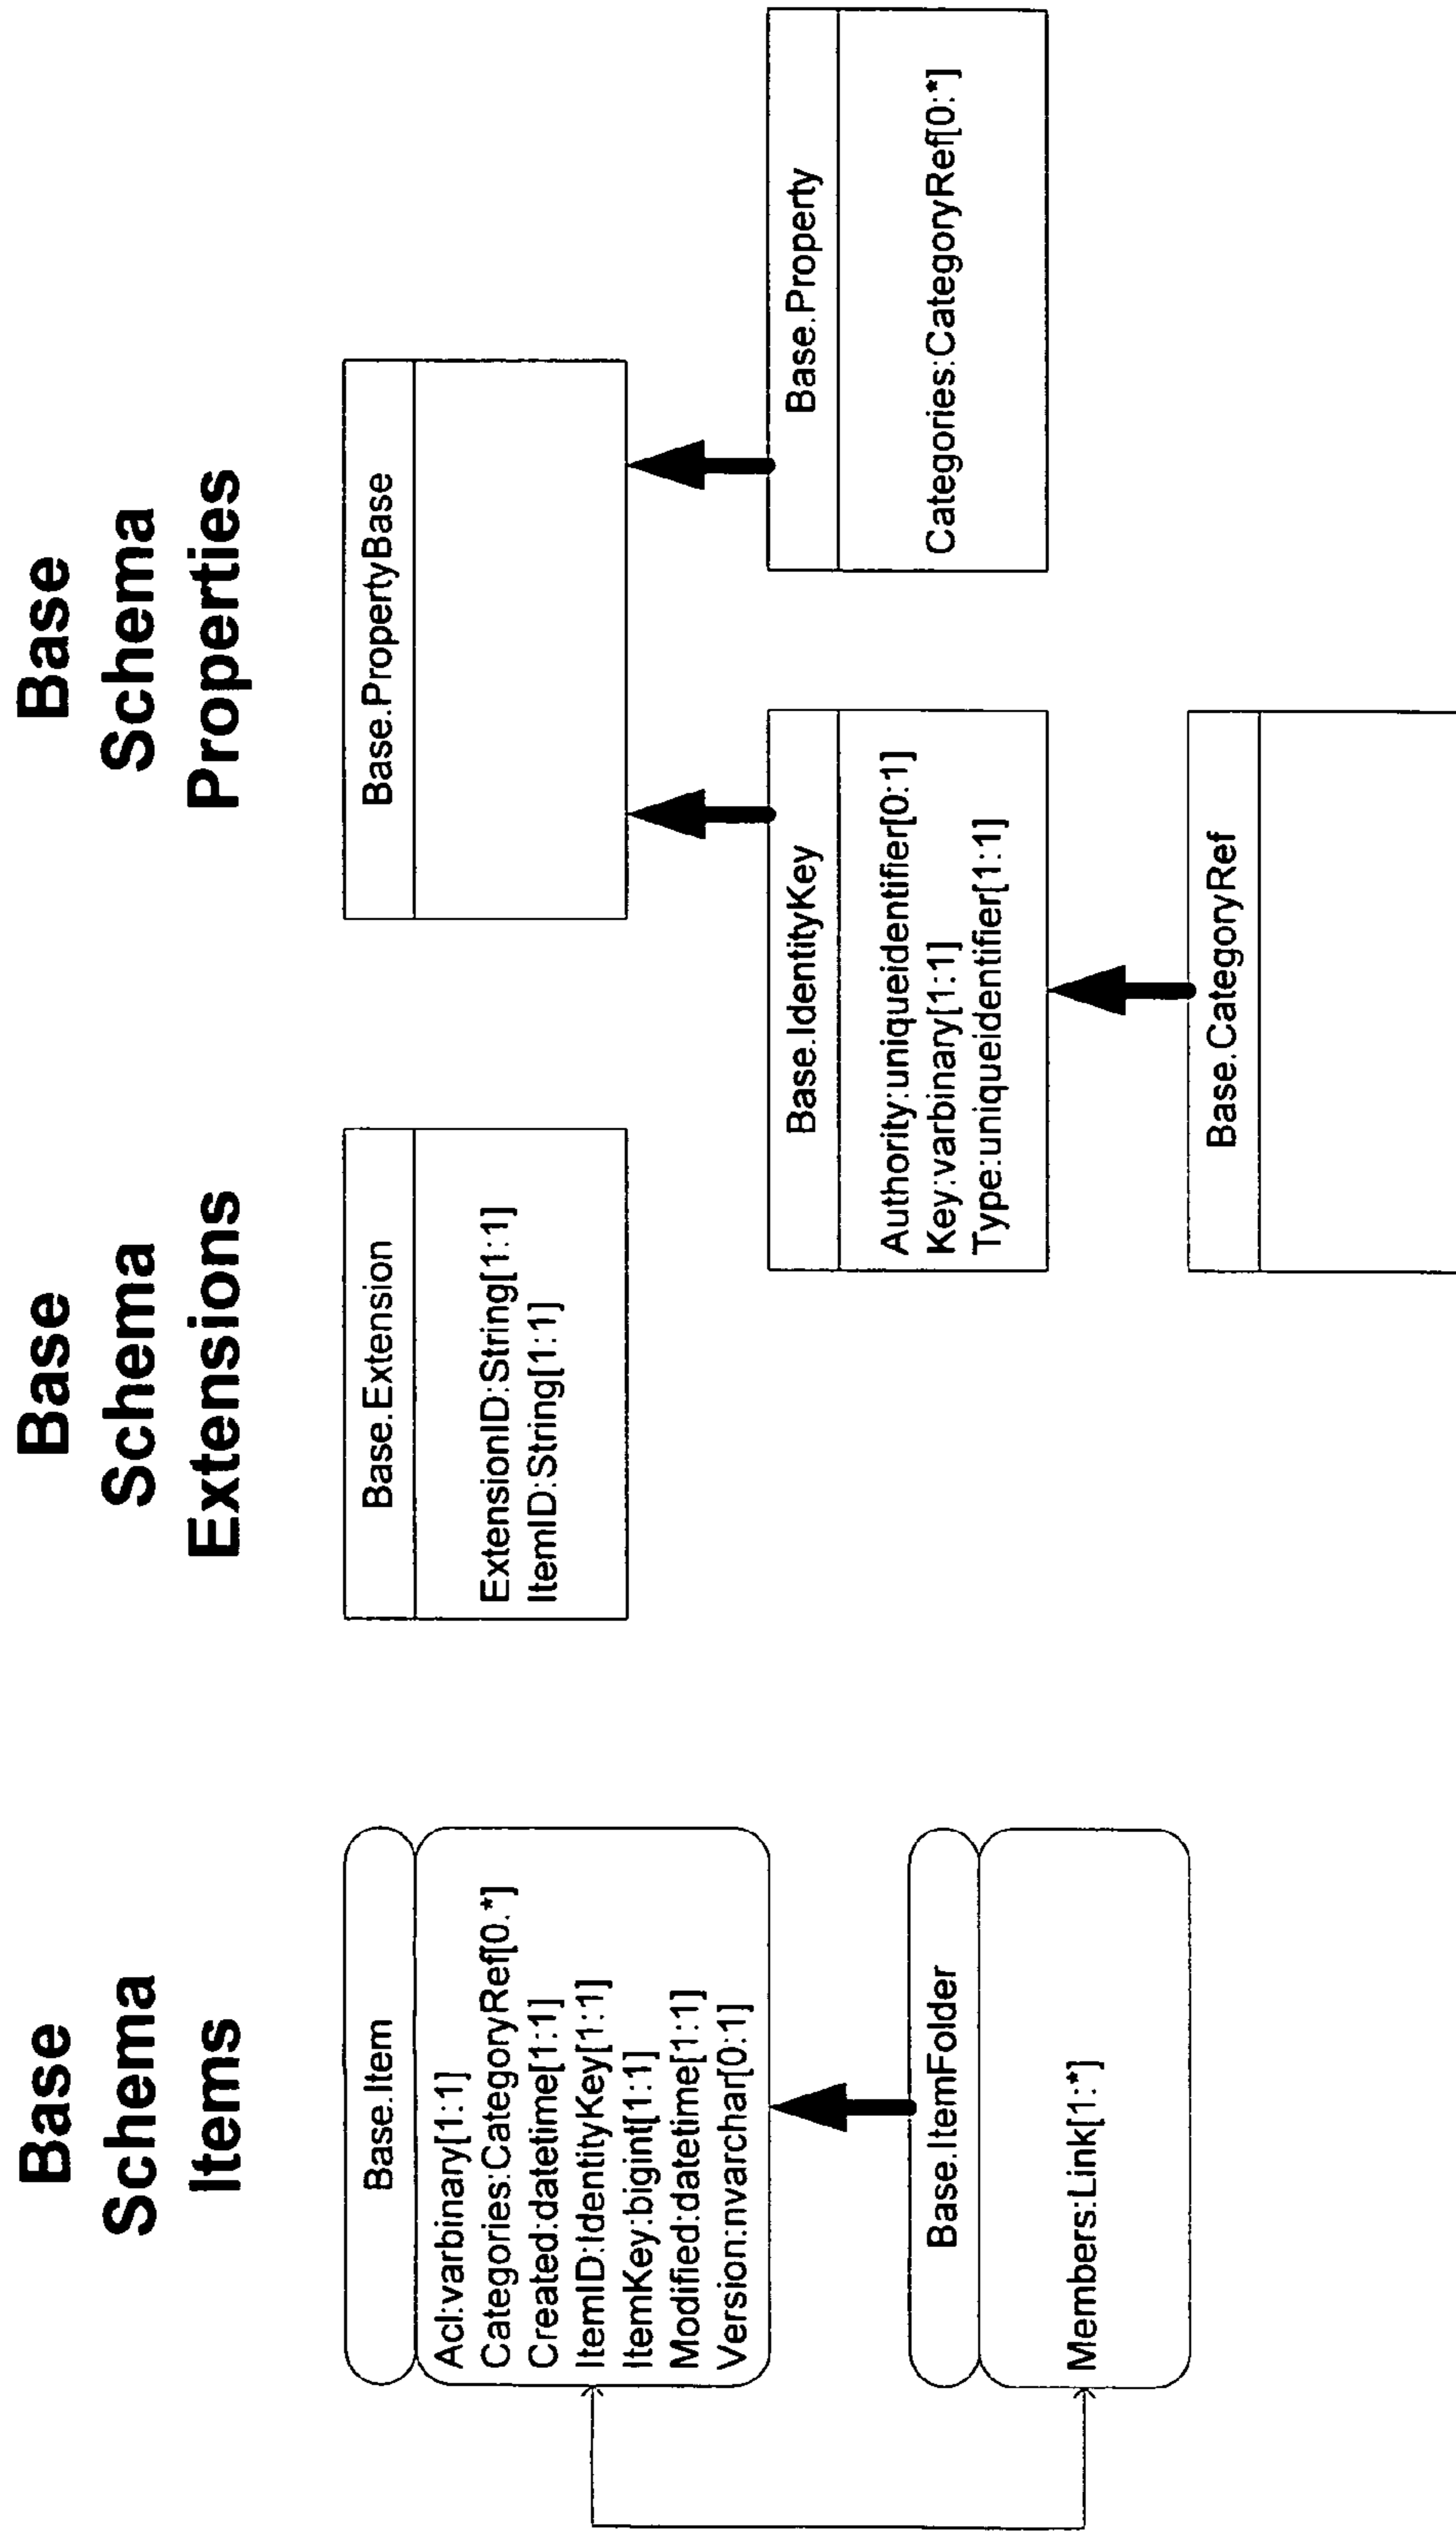 Base
Schema
Items
Base.Item
Acl:varbinary[1:1]
Categories:CategoryRef[0.*]
Created:datetime[1:1]
ItemID:IdentityKey[1:1]
ItemKey:bigint[1:1]
Modified:datetime[1:1]
Version:nvarchar[0:1]
Base.ItemFolder
Members:Link[1:*]
Base
Schema
Extensions
Base.Extension
ExtensionID:String[1:1]
ItemID:String[1:1]
Base
Schema
Properties
Base.PropertyBase
Base.IdentityKey
Authority:uniqueidentifier[0:1]
Key:varbinary[1:1]
Type:uniqueidentifier[1:1]
Base.Property
Categories:CategoryRef[0:*]
Base.CategoryRef